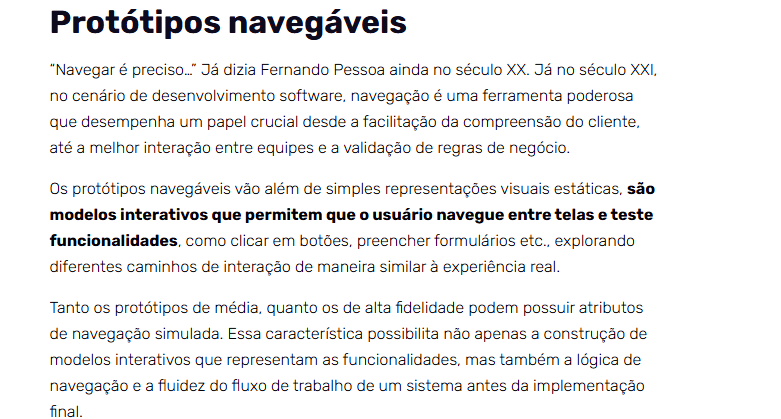 Protótipos navegáveis
“Navegar é preciso…” Já dizia Fernando Pessoa ainda no século XX. Já no século XXI,
no cenário de desenvolvimento software, navegação é uma ferramenta poderosa
que desempenha um papel crucial desde a facilitação da compreensão do cliente,
até a melhor interação entre equipes e a validação de regras de negócio.
Os protótipos navegáveis vão além de simples representações visuais estáticas, são
modelos interativos que permitem que o usuário navegue entre telas e teste
funcionalidades, como clicar em botões, preencher formulários etc., explorando
diferentes caminhos de interação de maneira similar à experiência real.
Tanto os protótipos de média, quanto os de alta fidelidade podem possuir atributos
de navegação simulada. Essa característica possibilita não apenas a construção de
modelos interativos que representam as funcionalidades, mas também a lógica de
navegação e a fluidez do fluxo de trabalho de um sistema antes da implementação
final.